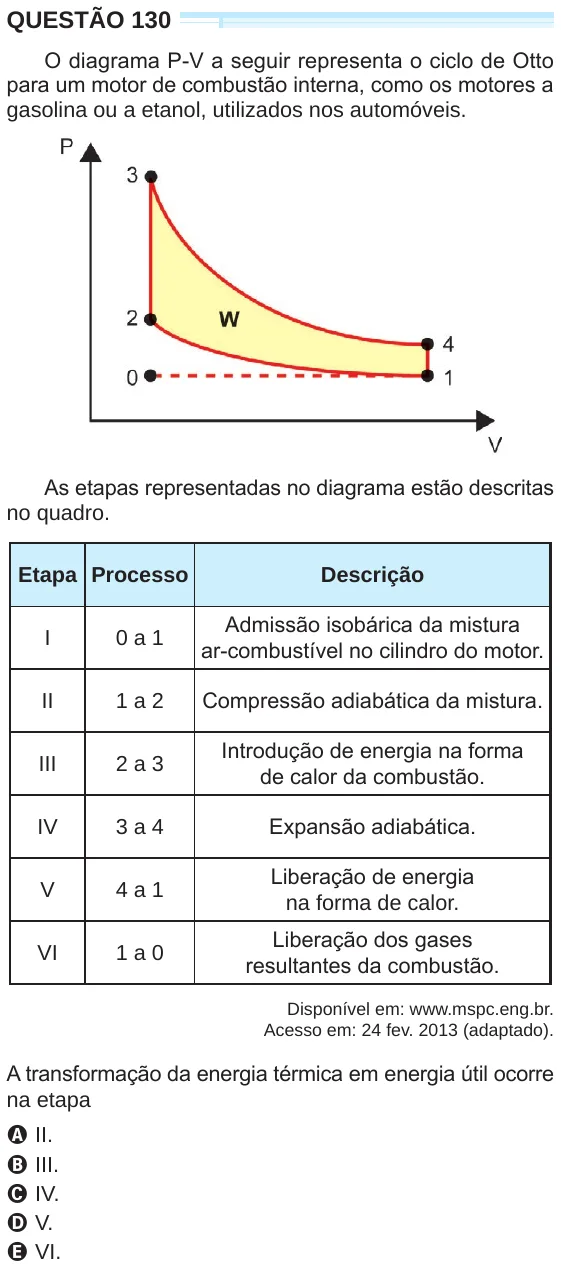 QUESTÃO 130
O diagrama P-V a seguir representa o ciclo de Otto
para um motor de combustão interna, como os motores a
gasolina ou a etanol, utilizados nos automóveis.
P
3
2
W
4
0
1
V
As etapas representadas no diagrama estão descritas
no quadro.
Etapa Processo Descrição
I 0 a 1 Admissão isobárica da mistura
ar-combustível no cilindro do motor.
II 1 a 2 Compressão adiabática da mistura.
III 2 a 3 Introdução de energia na forma
de calor da combustão.
IV 3 a 4 Expansão adiabática.
V 4 a 1 Liberação de energia
na forma de calor.
VI 1 a 0 Liberação dos gases
resultantes da combustão.
Disponível em: www.mspc.eng.br.
Acesso em: 24 fev. 2013 (adaptado).
A transformação da energia térmica em energia útil ocorre
na etapa
A II.
B III.
C IV.
D V.
E VI.